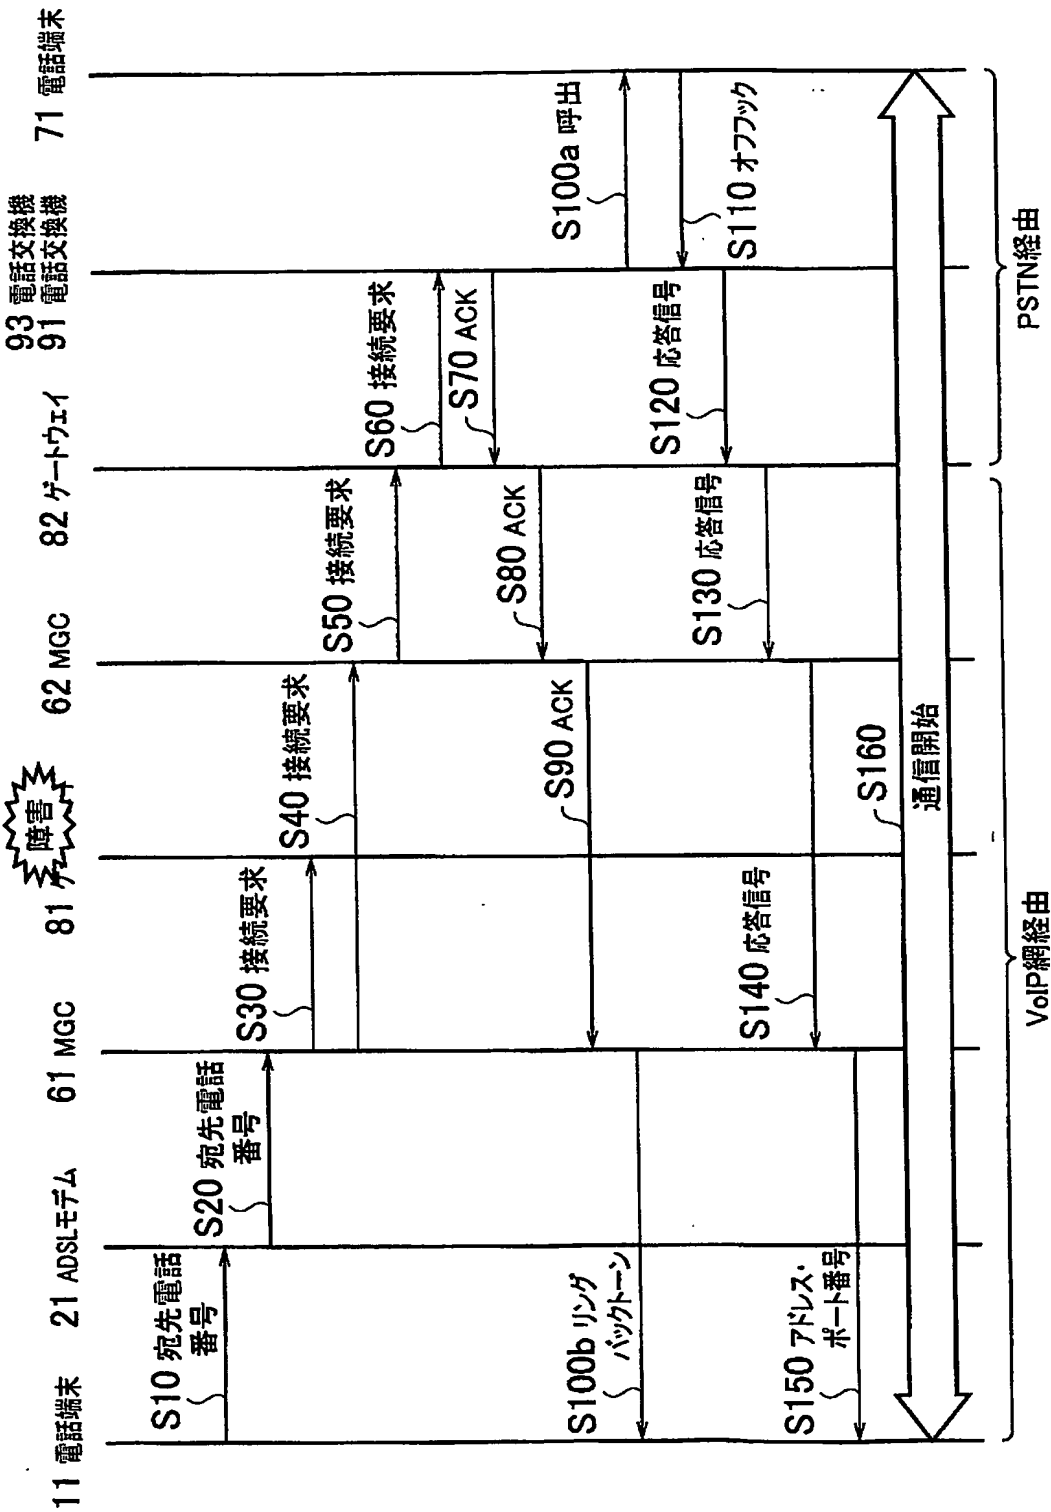 11 電話端末
21 ADSLモデム
61 MGC
81 ゲ
障害
62 MGC
82 ゲートウェイ
93 電話交換機
91 電話交換機
71 電話端末
S10 宛先電話
番号
S20 宛先電話
番号
S30 接続要求
S40 接続要求
S50 接続要求
S60 接続要求
S70 ACK
S80 ACK
S90 ACK
S100a 呼出
S100b リング
バックトーン
S110 オフフック
S120 応答信号
S130 応答信号
S140 応答信号
S150 アドレス・
ポート番号
S160
通信開始
VoIP網経由
PSTN経由